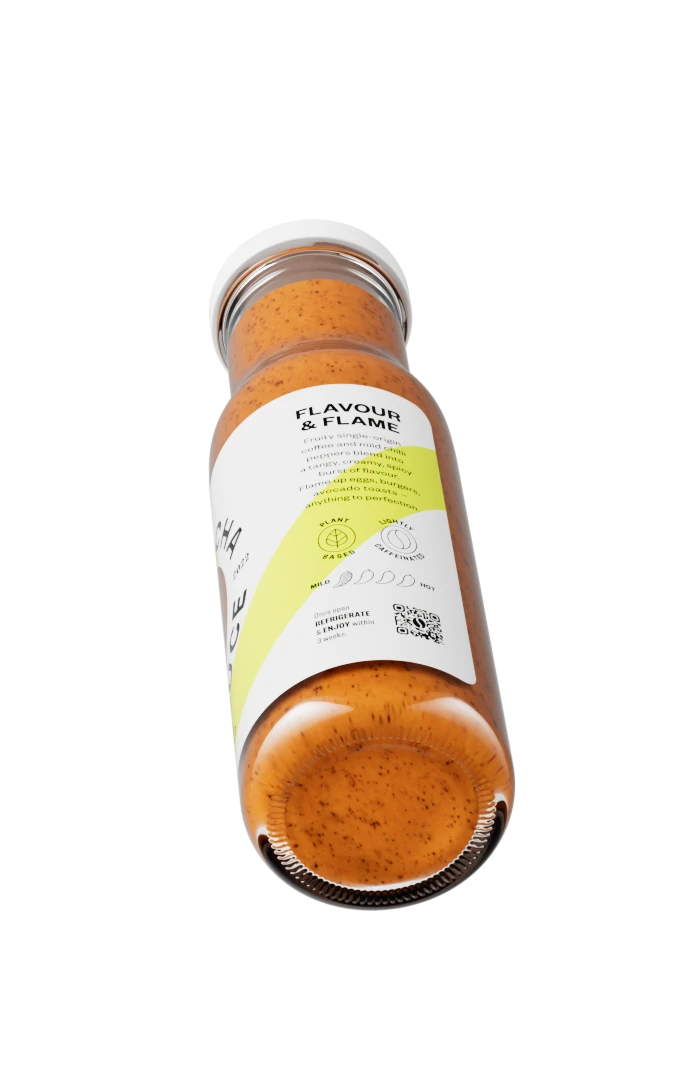 FLAVOUR
& FLAME
Fruity single-origin
coffee and mild chilli
peppers blend into
a tangy, creamy, spicy
burst of flavour.
Flame up eggs, burgers,
avocado toasts –
anything to perfection.
PLANT
BASED
LIGHTLY
CAFFEINATED
MILD
HOT
Once open
REFRIGERATE
& ENJOY within
3 weeks.
CHA
2022